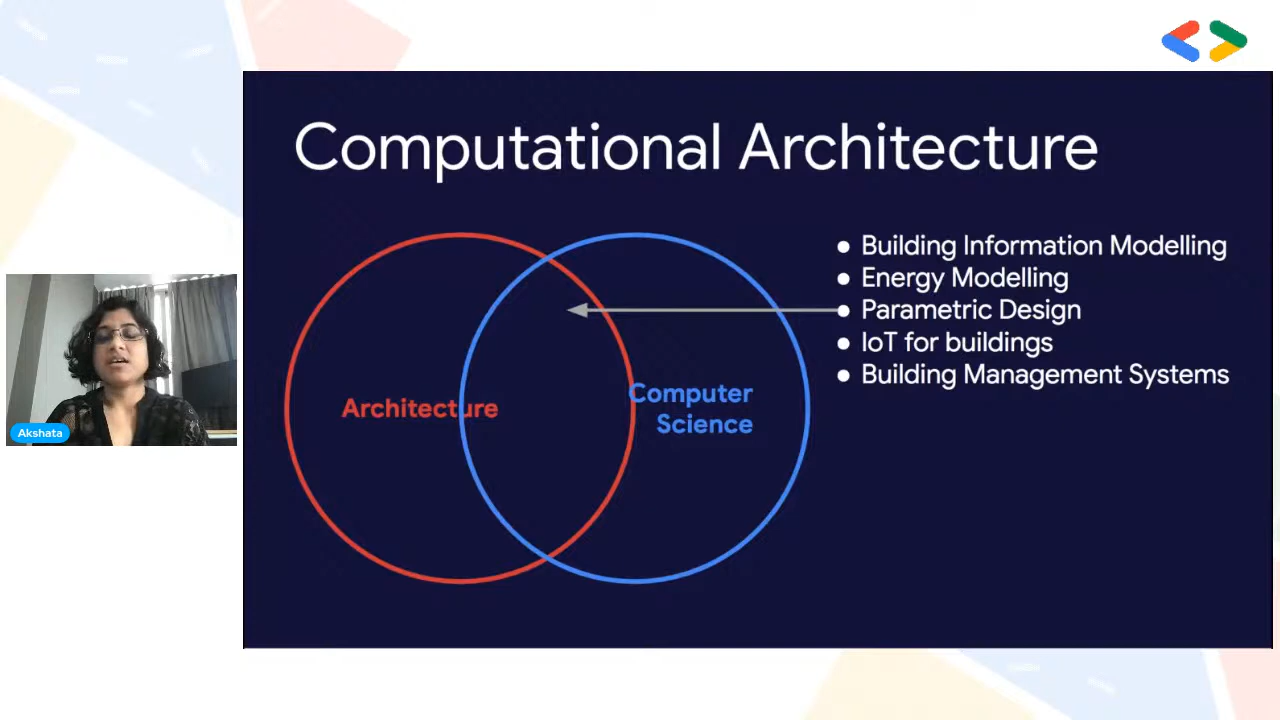 Computational Architecture
Architecture
Computer
Science
● Building Information Modelling
● Energy Modelling
● Parametric Design
● IoT for buildings
● Building Management Systems
Akshata